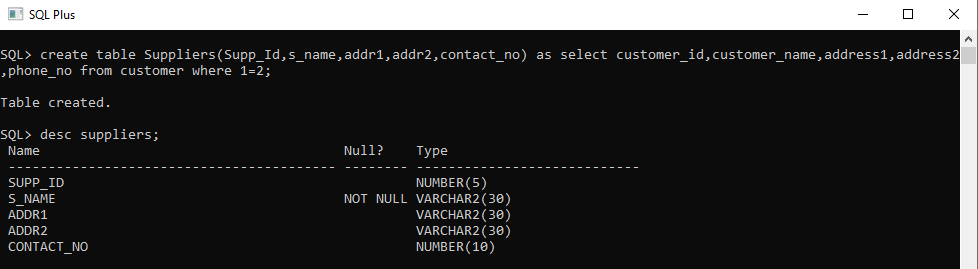 SQL Plus
SQL> create table Suppliers(Supp_Id,s_name,addr1,addr2,contact_no) as select customer_id,customer_name,address1,address2
,phone_no from customer where 1=2;
Table created.
SQL> desc suppliers;
Name Null? Type
----------------------------------------- -------- ----------------------------
SUPP_ID NUMBER(5)
S_NAME NOT NULL VARCHAR2(30)
ADDR1 VARCHAR2(30)
ADDR2 VARCHAR2(30)
CONTACT_NO NUMBER(10)